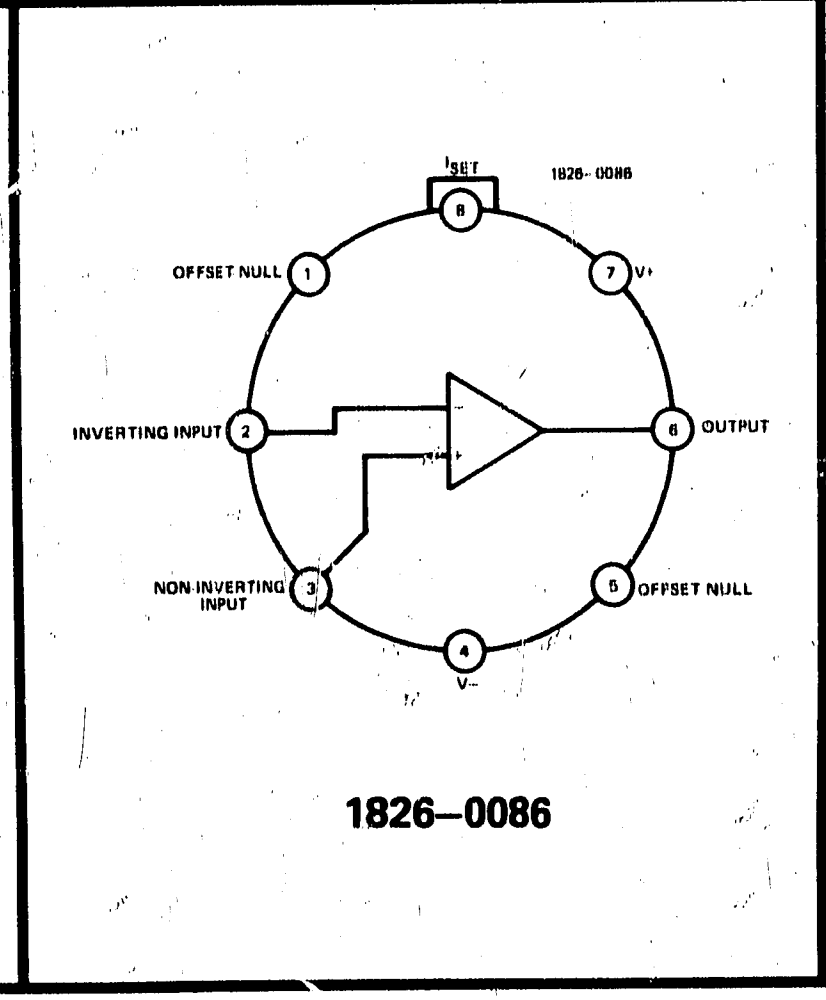 ISET
1826-0086
8
OFFSET NULL 1
7 V+
-
INVERTING INPUT 2
6 OUTPUT
+
NON-INVERTING
INPUT
3
5 OFFSET NULL
4
V-
1826-0086